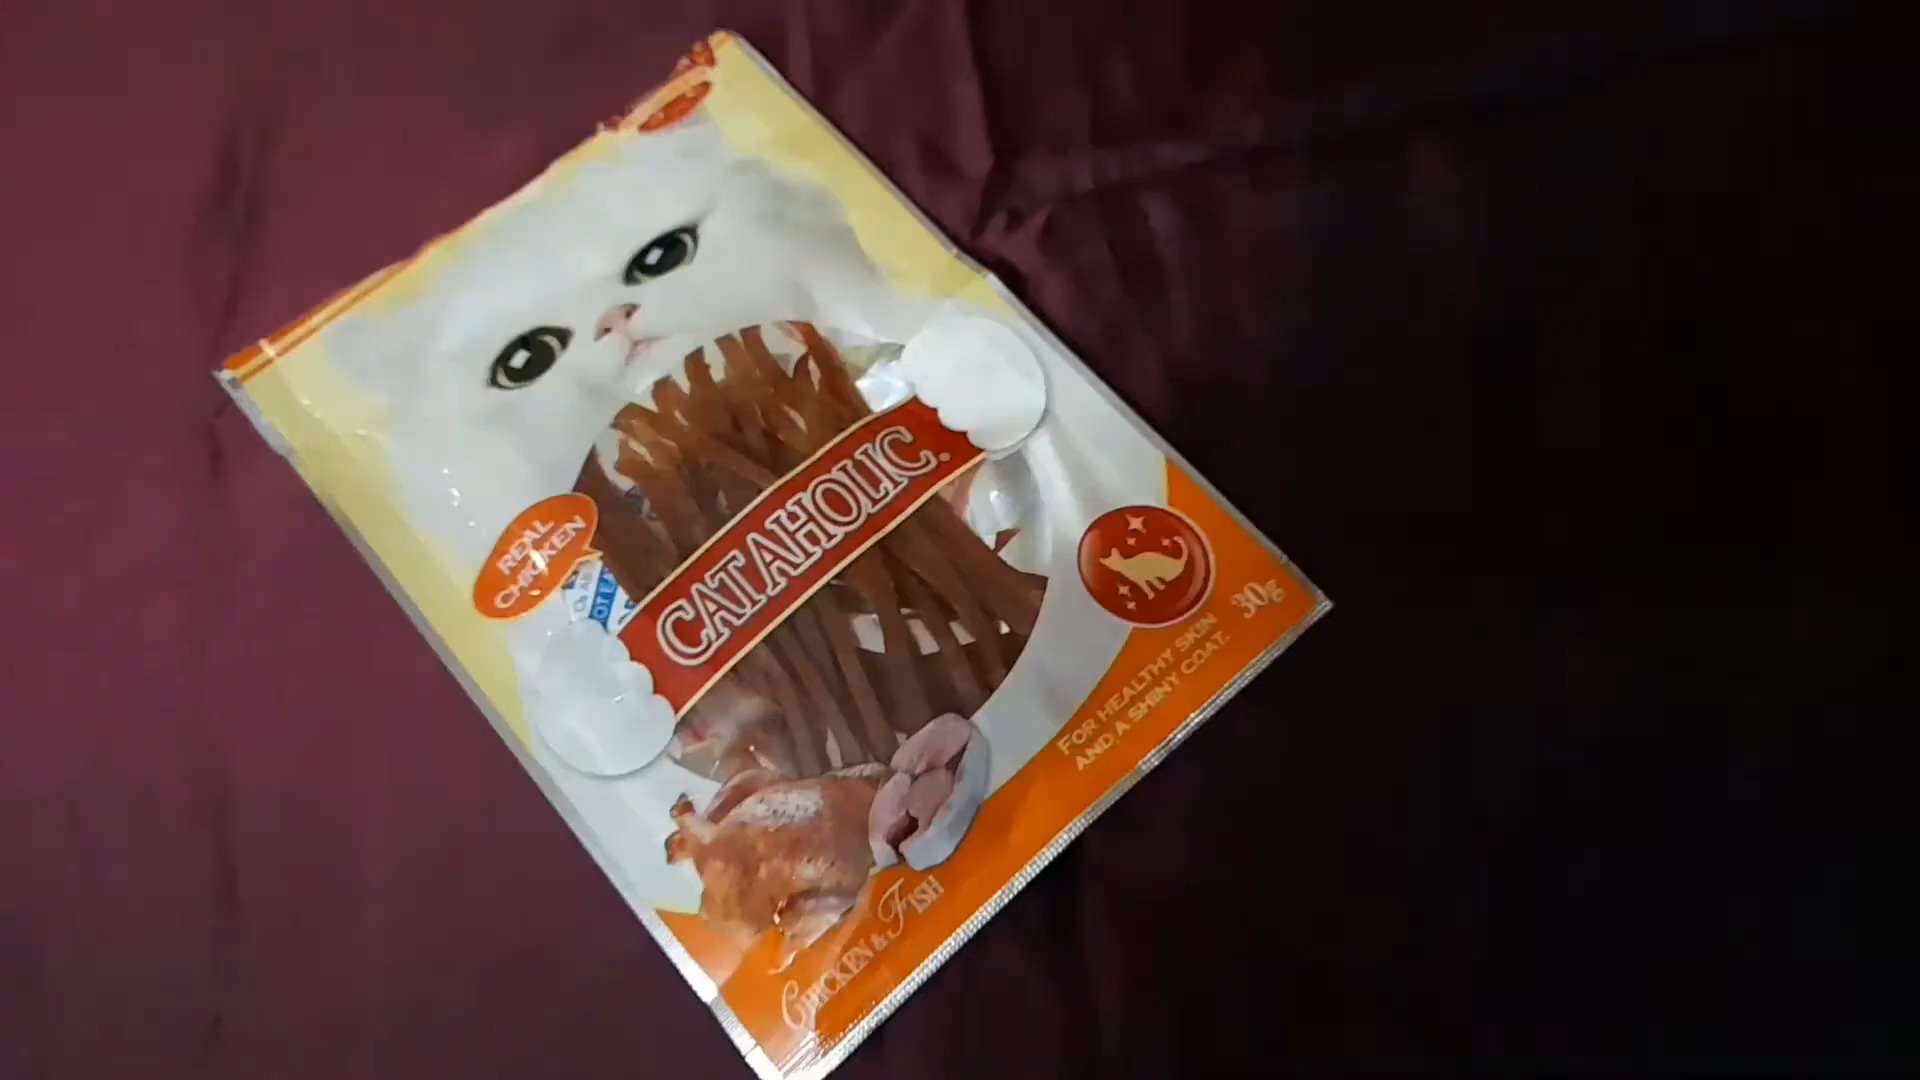 REAL
CHICKEN
CATAHOLIC
30g
FOR HEALTHY SKIN
AND A SHINY COAT.
CHICKEN & FISH